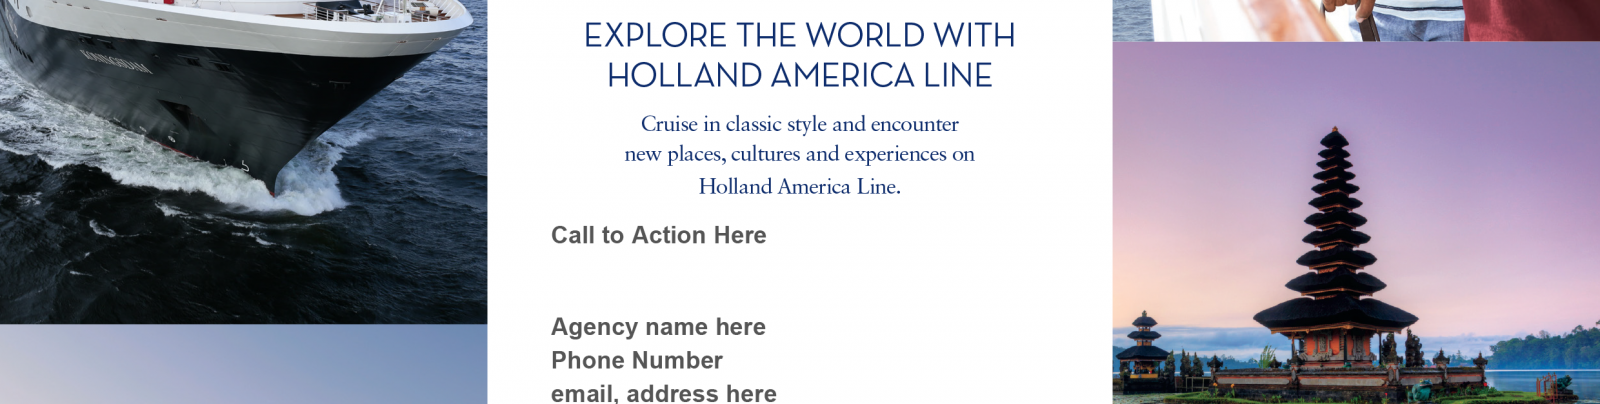 KONINGSDAM
EXPLORE THE WORLD WITH
HOLLAND AMERICA LINE
Cruise in classic style and encounter
new places, cultures and experiences on
Holland America Line.
Call to Action Here
Agency name here
Phone Number
email, address here